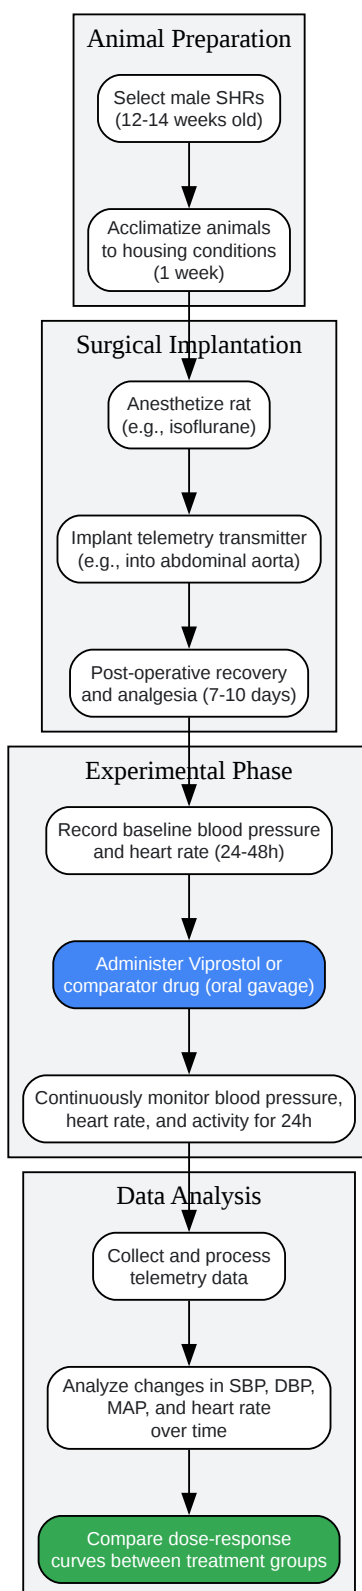 Animal Preparation
Select male SHRs
(12-14 weeks old)
Acclimatize animals
to housing conditions
(1 week)
Surgical Implantation
Anesthetize rat
(e.g., isoflurane)
Implant telemetry transmitter
(e.g., into abdominal aorta)
Post-operative recovery
and analgesia (7-10 days)
Experimental Phase
Record baseline blood pressure
and heart rate (24-48h)
Administer Viprostol or
comparator drug (oral gavage)
Continuously monitor blood pressure,
heart rate, and activity for 24h
Data Analysis
Collect and process
telemetry data
Analyze changes in SBP, DBP,
MAP, and heart rate
over time
Compare dose-response
curves between treatment groups